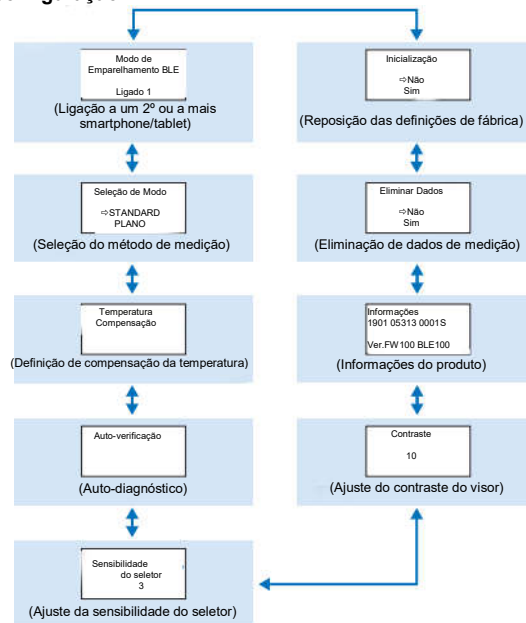 Modo de
Emparelhamento BLE
Ligado 1
(Ligação a um 2º ou a mais
smartphone/tablet)
Seleção de Modo
⇨STANDARD
PLANO
(Seleção do método de medição)
Temperatura
Compensação
(Definição de compensação da temperatura)
Auto-verificação
(Auto-diagnóstico)
Sensibilidade
do seletor
3
(Ajuste da sensibilidade do seletor)
Inicialização
⇨Não
Sim
(Reposição das definições de fábrica)
Eliminar Dados
⇨Não
Sim
(Eliminação de dados de medição)
Informações
1901 05313 0001S
Ver.FW100 BLE100
(Informações do produto)
Contraste
10
(Ajuste do contraste do visor)